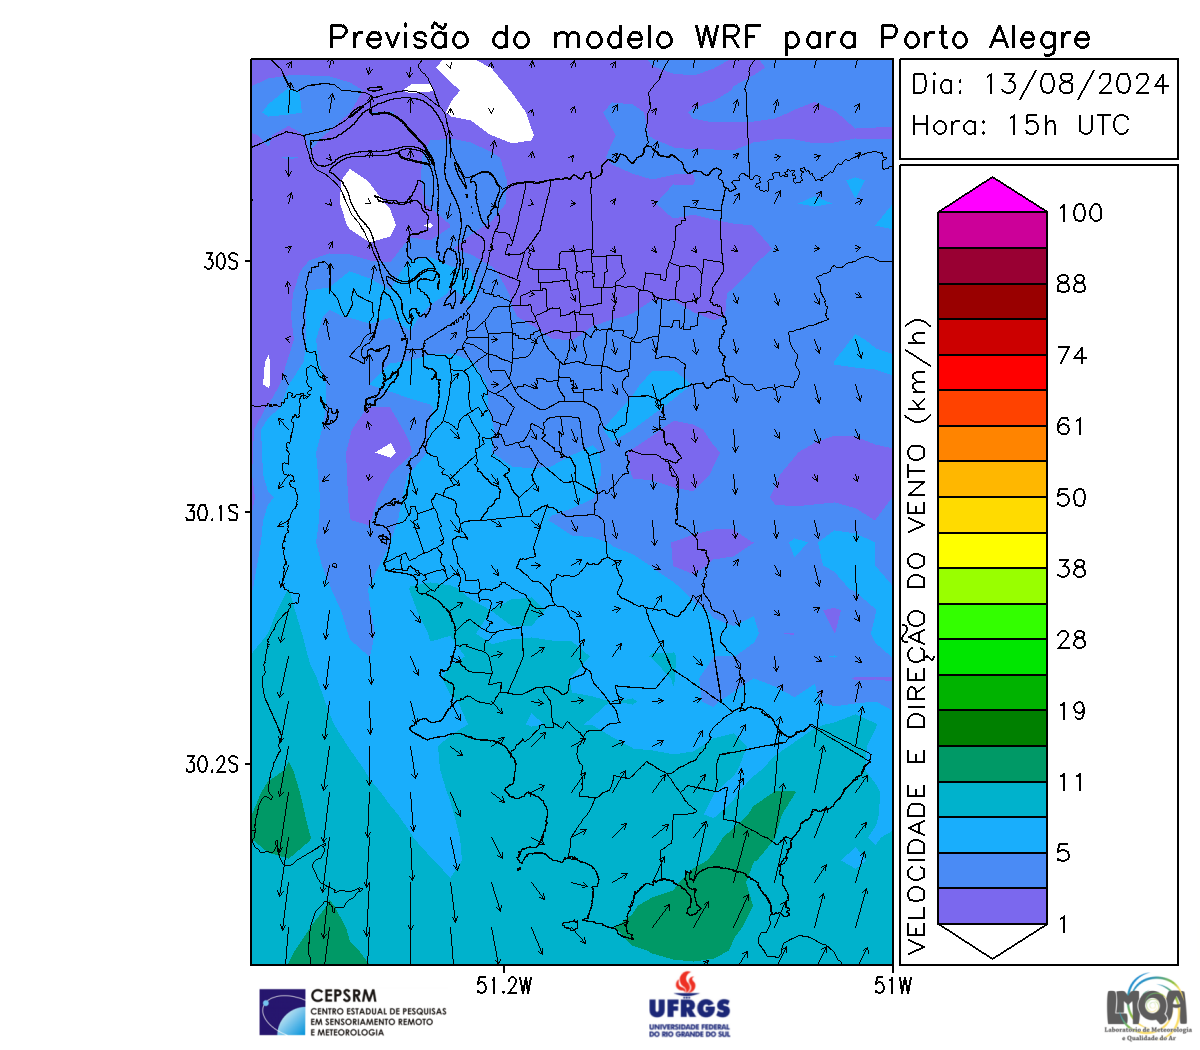 Previsão do modelo WRF para Porto Alegre
Dia: 13/08/2024
Hora: 15h UTC
100
88
74
61
50
38
28
19
11
5
1
VELOCIDADE E DIREÇÃO DO VENTO (km/h)
30S
30.1S
30.2S
51.2W
51W
CEPSRM
CENTRO ESTADUAL DE PESQUISAS
EM SENSORIAMENTO REMOTO
E METEOROLOGIA
UFRGS
UNIVERSIDADE FEDERAL
DO RIO GRANDE DO SUL
LMQA
Laboratório de Meteorologia
e Qualidade do Ar